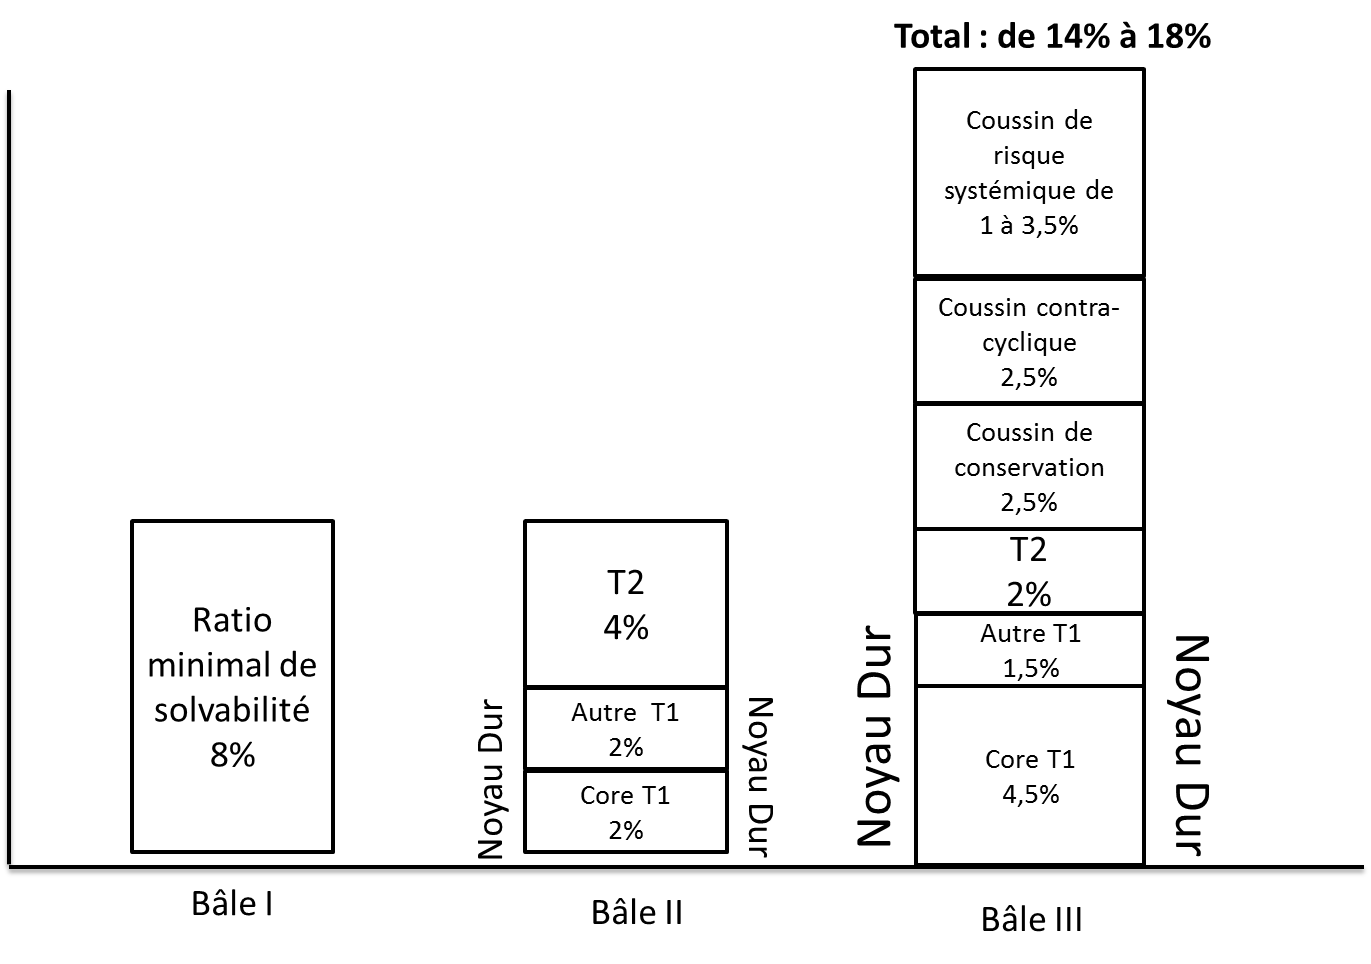 Total : de 14% à 18%
Coussin de
risque
systémique de
1 à 3,5%
Coussin contra-
cyclique
2,5%
Coussin de
conservation
2,5%
T2
2%
Autre T1
1,5%
Core T1
4,5%
Noyau Dur
Noyau Dur
Ratio
minimal de
solvabilité
8%
T2
4%
Autre T1
2%
Core T1
2%
Noyau Dur
Noyau Dur
Bâle I
Bâle II
Bâle III